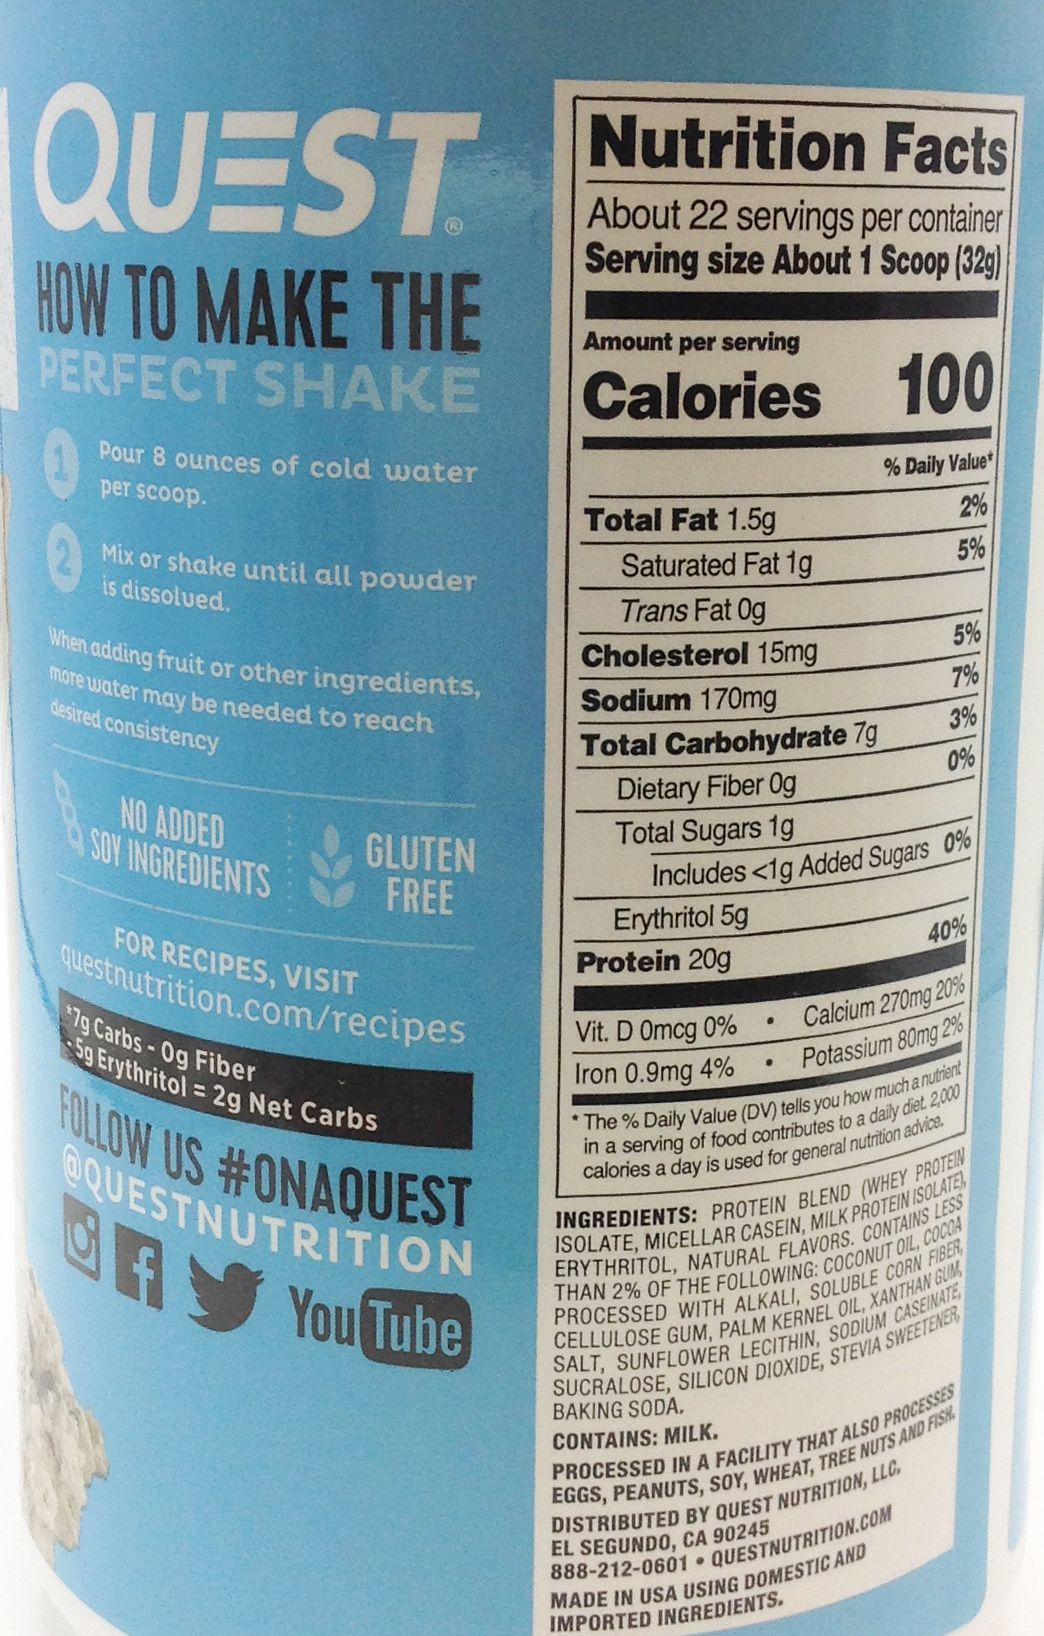 QUEST®
HOW TO MAKE THE
PERFECT SHAKE
1 Pour 8 ounces of cold water
per scoop.
2 Mix or shake until all powder
is dissolved.
When adding fruit or other ingredients,
more water may be needed to reach
desired consistency
NO ADDED
SOY INGREDIENTS
GLUTEN
FREE
FOR RECIPES, VISIT
questnutrition.com/recipes
*7g Carbs - 0g Fiber
- 5g Erythritol = 2g Net Carbs
FOLLOW US #ONAQUEST
@QUESTNUTRITION
f
YouTube
Nutrition Facts
About 22 servings per container
Serving size About 1 Scoop (32g)
Amount per serving
Calories 100
% Daily Value*
Total Fat 1.5g 2%
Saturated Fat 1g 5%
Trans Fat 0g
Cholesterol 15mg 5%
Sodium 170mg 7%
Total Carbohydrate 7g 3%
Dietary Fiber 0g 0%
Total Sugars 1g
Includes <1g Added Sugars 0%
Erythritol 5g
Protein 20g 40%
Vit. D 0mcg 0% • Calcium 270mg 20%
Iron 0.9mg 4% • Potassium 80mg 2%
* The % Daily Value (DV) tells you how much a nutrient
in a serving of food contributes to a daily diet. 2,000
calories a day is used for general nutrition advice.
INGREDIENTS: PROTEIN BLEND (WHEY PROTEIN
ISOLATE, MICELLAR CASEIN, MILK PROTEIN ISOLATE),
ERYTHRITOL, NATURAL FLAVORS. CONTAINS LESS
THAN 2% OF THE FOLLOWING: COCONUT OIL, COCOA
PROCESSED WITH ALKALI, SOLUBLE CORN FIBER,
CELLULOSE GUM, PALM KERNEL OIL, XANTHAN GUM,
SALT, SUNFLOWER LECITHIN, SODIUM CASEINATE,
SUCRALOSE, SILICON DIOXIDE, STEVIA SWEETENER,
BAKING SODA.
CONTAINS: MILK.
PROCESSED IN A FACILITY THAT ALSO PROCESSES
EGGS, PEANUTS, SOY, WHEAT, TREE NUTS AND FISH.
DISTRIBUTED BY QUEST NUTRITION, LLC.
EL SEGUNDO, CA 90245
888-212-0601 • QUESTNUTRITION.COM
MADE IN USA USING DOMESTIC AND
IMPORTED INGREDIENTS.